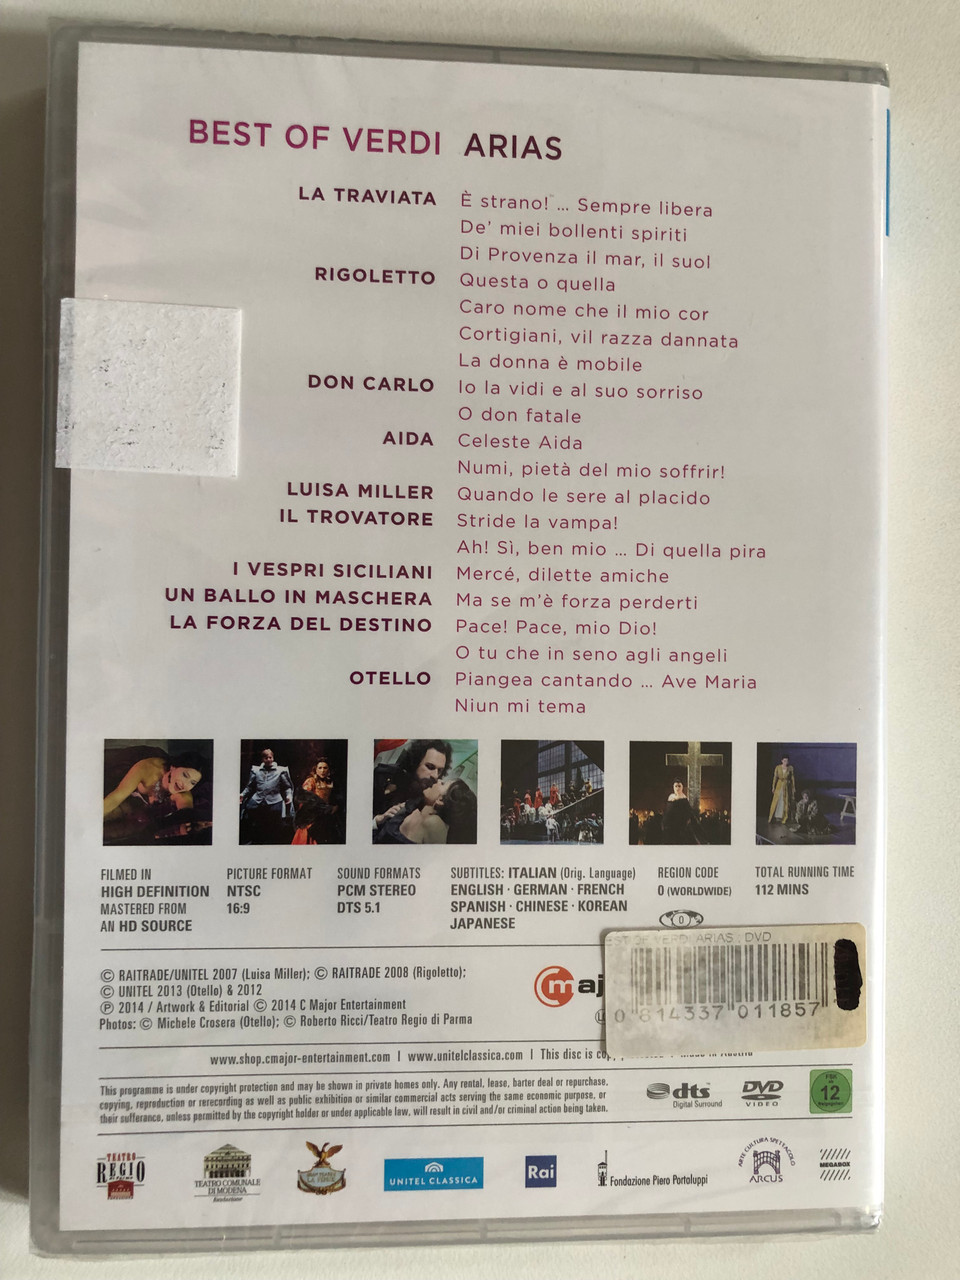 BEST OF VERDI ARIAS
LA TRAVIATA È strano! ... Sempre libera
De' miei bollenti spiriti
Di Provenza il mar, il suol
RIGOLETTO Questa o quella
Caro nome che il mio cor
Cortigiani, vil razza dannata
La donna è mobile
DON CARLO Io la vidi e al suo sorriso
O don fatale
AIDA Celeste Aida
Numi, pietà del mio soffrir!
LUISA MILLER Quando le sere al placido
IL TROVATORE Stride la vampa!
Ah! Sì, ben mio ... Di quella pira
I VESPRI SICILIANI Mercé, dilette amiche
UN BALLO IN MASCHERA Ma se m'è forza perderti
LA FORZA DEL DESTINO Pace! Pace, mio Dio!
O tu che in seno agli angeli
OTELLO Piangea cantando ... Ave Maria
Niun mi tema
FILMED IN
HIGH DEFINITION
MASTERED FROM
AN HD SOURCE
PICTURE FORMAT
NTSC
16:9
SOUND FORMATS
PCM STEREO
DTS 5.1
SUBTITLES: ITALIAN (Orig. Language)
ENGLISH · GERMAN · FRENCH
SPANISH · CHINESE · KOREAN
JAPANESE
REGION CODE
0 (WORLDWIDE)
0
TOTAL RUNNING TIME
112 MINS
© RAITRADE/UNITEL 2007 (Luisa Miller); © RAITRADE 2008 (Rigoletto);
© UNITEL 2013 (Otello) & 2012
℗ 2014 / Artwork & Editorial © 2014 C Major Entertainment
Photos: © Michele Crosera (Otello); © Roberto Ricci/Teatro Regio di Parma
C maj
EST OF VERDI ARIAS : DVD
0 814337 011857
www.shop.cmajor-entertainment.com I www.unitelclassica.com I This disc is
This programme is under copyright protection and may be shown in private homes only. Any rental, lease, barter deal or repurchase,
copying, reproduction or rerecording as well as public exhibition or similar commercial acts serving the same economic purpose, or
their sufferance, unless permitted by the copyright holder or under applicable law, will result in civil and/or criminal action being taken.
dts
Digital Surround
DVD
VIDEO
FSK
12
TEATRO
REGIO
TEATRO COMUNALE
DI MODENA
fondazione
UNITEL CLASSICA
Rai
Fondazione Piero Portaluppi
ARTE CULTURA SPETTACOLO
ARCUS
MEGABOX